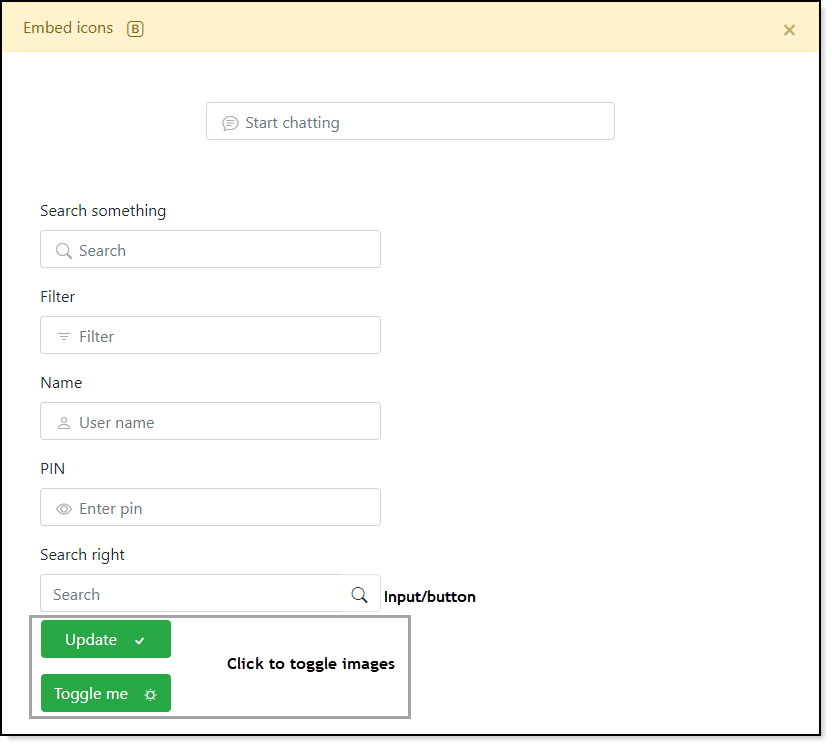 Embed icons B
Start chatting
Search something
Search
Filter
Filter
Name
User name
PIN
Enter pin
Search right
Search
Input/button
Update
Click to toggle images
Toggle me